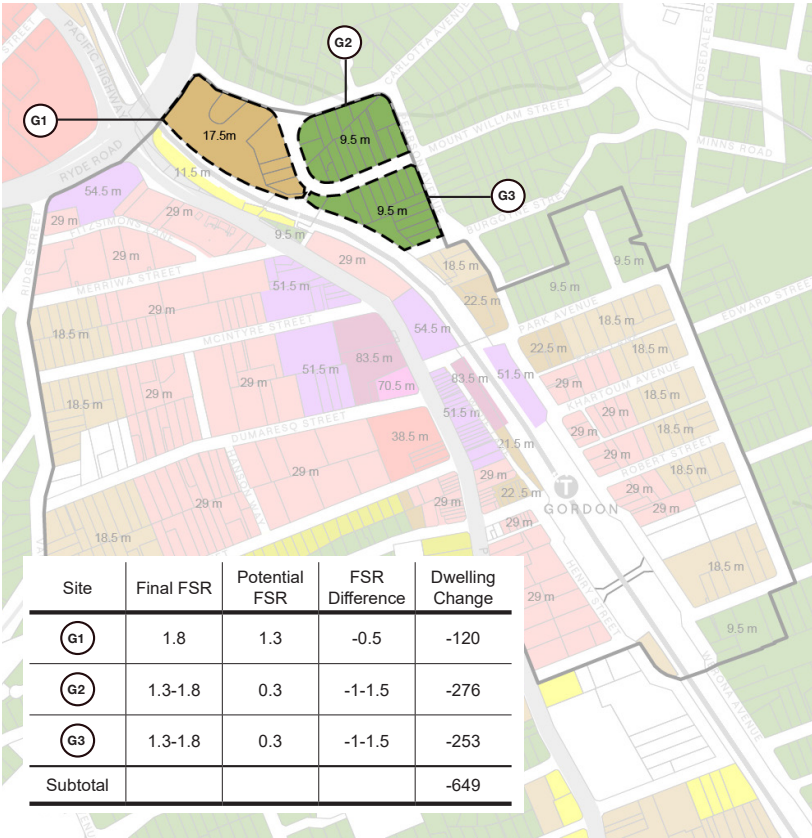 G2
G1
G3
STREET
PACIFIC HIGHWAY
CARLOTTA AVENUE
ROSEDALE RO
MOUNT WILLIAM STREET
MINNS ROAD
RYDE ROAD
17.5m
9.5 m
9.5 m
11.5 m
54.5 m
29 m
29 m
FITZSIMONS LANE
RIDGE STREET
BURGOYNE STREET
9.5 m
29 m
29 m
18.5 m
9.5 m
9.5 m
MERRIWA STREET
51.5 m
22.5 m
EDWARD STREE
29 m
PARK AVENUE
18.5 m
18.5 m
MCINTYRE STREET
54.5 m
22.5 m
18.5 m
83.5 m
51.5 m
83.5 m
51.5 m
29 m
29 m
70.5 m
29 m
KHARTOUM AVENUE
18.5 m
18.5 m
51.5 m
29 m
DUMARESQ STREET
38.5 m
21.5 m
29 m
18.5 m
ROBERT STREET
29 m
29 m
18.5 m
29 m
29 m
22.5 m
29 m
T
GORDON
29 m
29 m
18.5 m
HENRY STREET
18.5 m
29 m
9.5 m
WERONA AVENUE
Site Final FSR Potential FSR FSR Difference Dwelling Change
G1 1.8 1.3 -0.5 -120
G2 1.3-1.8 0.3 -1-1.5 -276
G3 1.3-1.8 0.3 -1-1.5 -253
Subtotal -649